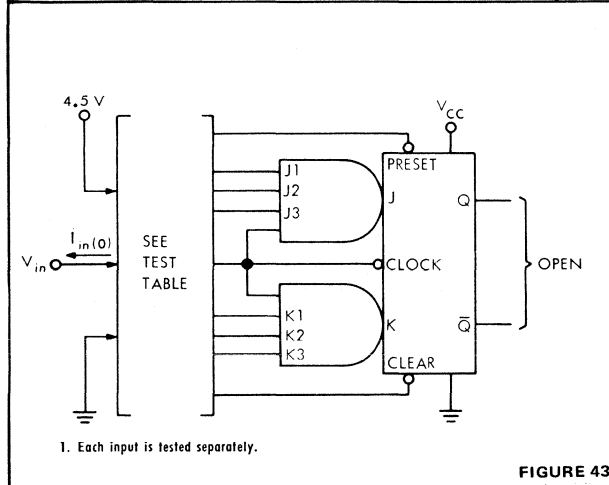 4.5 V
V_CC
PRESET
J1
J2
J3
J
Q
I_in(0)
V_in
SEE
TEST
TABLE
CLOCK
OPEN
K1
K2
K3
K
Q̅
CLEAR
1. Each input is tested separately.
FIGURE 43